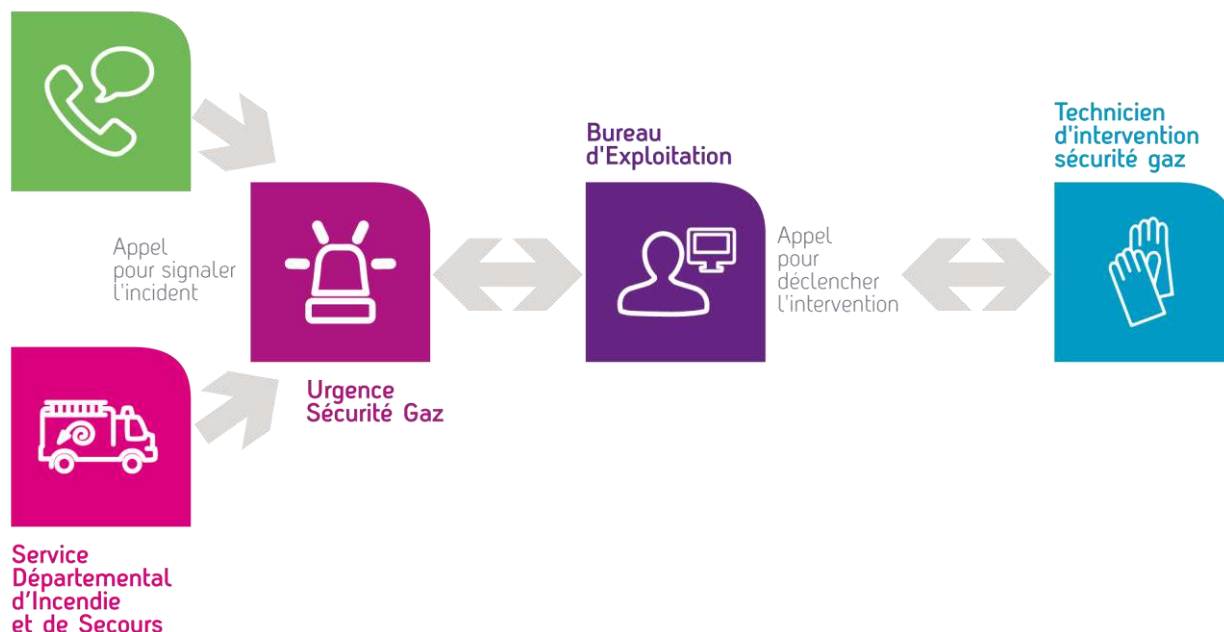 Appel
pour signaler
l'incident
Service
Départemental
d'Incendie
et de Secours
Urgence
Sécurité Gaz
Bureau
d'Exploitation
Appel
pour
déclencher
l'intervention
Technicien
d'intervention
sécurité gaz